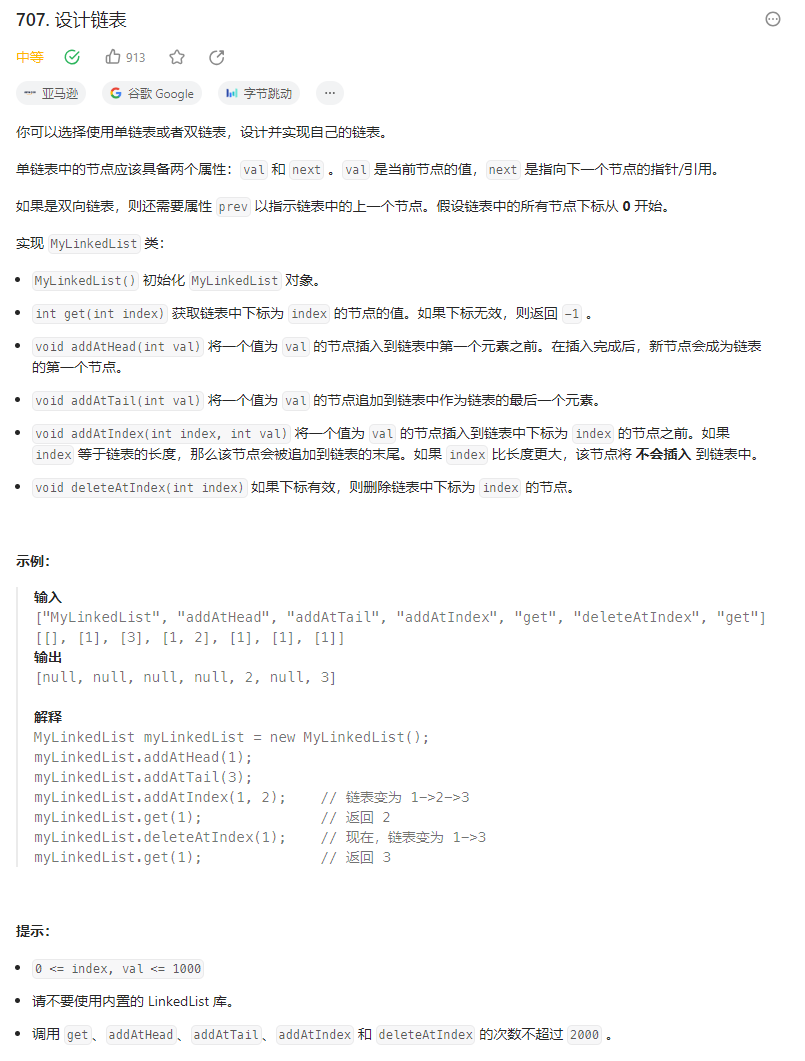 707. 设计链表
中等 913
亚马逊 谷歌 Google 字节跳动 ...
你可以选择使用单链表或者双链表，设计并实现自己的链表。
单链表中的节点应该具备两个属性：val 和 next 。val 是当前节点的值，next 是指向下一个节点的指针/引用。
如果是双向链表，则还需要属性 prev 以指示链表中的上一个节点。假设链表中的所有节点下标从 0 开始。
实现 MyLinkedList 类：
• MyLinkedList() 初始化 MyLinkedList 对象。
• int get(int index) 获取链表中下标为 index 的节点的值。如果下标无效，则返回 -1 。
• void addAtHead(int val) 将一个值为 val 的节点插入到链表中第一个元素之前。在插入完成后，新节点会成为链表
的第一个节点。
• void addAtTail(int val) 将一个值为 val 的节点追加到链表中作为链表的最后一个元素。
• void addAtIndex(int index, int val) 将一个值为 val 的节点插入到链表中下标为 index 的节点之前。如果
index 等于链表的长度，那么该节点会被追加到链表的末尾。如果 index 比长度更大，该节点将 不会插入 到链表中。
• void deleteAtIndex(int index) 如果下标有效，则删除链表中下标为 index 的节点。
示例：
输入
["MyLinkedList", "addAtHead", "addAtTail", "addAtIndex", "get", "deleteAtIndex", "get"]
[[], [1], [3], [1, 2], [1], [1], [1]]
输出
[null, null, null, null, 2, null, 3]
解释
MyLinkedList myLinkedList = new MyLinkedList();
myLinkedList.addAtHead(1);
myLinkedList.addAtTail(3);
myLinkedList.addAtIndex(1, 2);    // 链表变为 1->2->3
myLinkedList.get(1);              // 返回 2
myLinkedList.deleteAtIndex(1);    // 现在，链表变为 1->3
myLinkedList.get(1);              // 返回 3
提示：
• 0 <= index, val <= 1000
• 请不要使用内置的 LinkedList 库。
• 调用 get、addAtHead、addAtTail、addAtIndex 和 deleteAtIndex 的次数不超过 2000 。